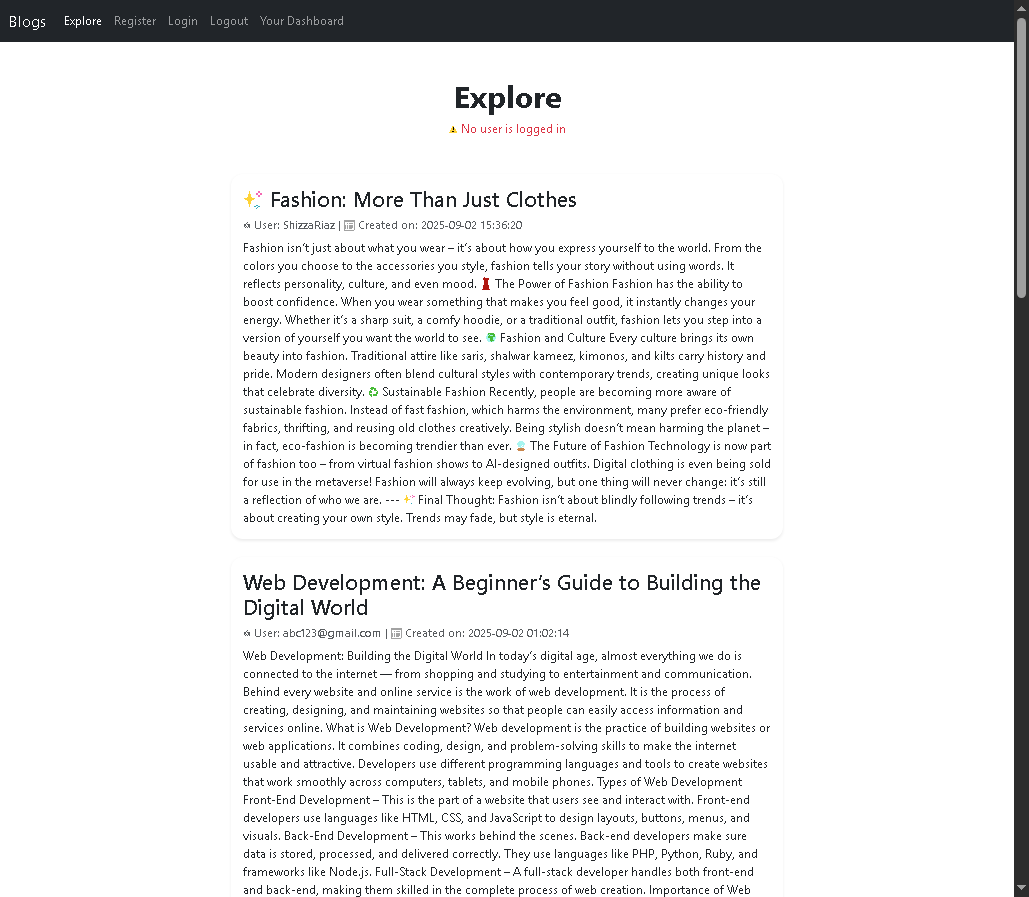 Blogs Explore Register Login Logout Your Dashboard
Explore
⚠️ No user is logged in
✨ Fashion: More Than Just Clothes
User: ShizzaRiaz | Created on: 2025-09-02 15:36:20
Fashion isn’t just about what you wear – it’s about how you express yourself to the world. From the
colors you choose to the accessories you style, fashion tells your story without using words. It
reflects personality, culture, and even mood. The Power of Fashion Fashion has the ability to
boost confidence. When you wear something that makes you feel good, it instantly changes your
energy. Whether it’s a sharp suit, a comfy hoodie, or a traditional outfit, fashion lets you step into a
version of yourself you want the world to see. Fashion and Culture Every culture brings its own
beauty into fashion. Traditional attire like saris, shalwar kameez, kimonos, and kilts carry history and
pride. Modern designers often blend cultural styles with contemporary trends, creating unique looks
that celebrate diversity. ♻️ Sustainable Fashion Recently, people are becoming more aware of
sustainable fashion. Instead of fast fashion, which harms the environment, many prefer eco-friendly
fabrics, thrifting, and reusing old clothes creatively. Being stylish doesn’t mean harming the planet –
in fact, eco-fashion is becoming trendier than ever. The Future of Fashion Technology is now part
of fashion too – from virtual fashion shows to AI-designed outfits. Digital clothing is even being sold
for use in the metaverse! Fashion will always keep evolving, but one thing will never change: it’s still
a reflection of who we are. --- ✨ Final Thought: Fashion isn’t about blindly following trends – it’s
about creating your own style. Trends may fade, but style is eternal.
Web Development: A Beginner’s Guide to Building the
Digital World
User: abc123@gmail.com | Created on: 2025-09-02 01:02:14
Web Development: Building the Digital World In today’s digital age, almost everything we do is
connected to the internet — from shopping and studying to entertainment and communication.
Behind every website and online service is the work of web development. It is the process of
creating, designing, and maintaining websites so that people can easily access information and
services online. What is Web Development? Web development is the practice of building websites or
web applications. It combines coding, design, and problem-solving skills to make the internet
usable and attractive. Developers use different programming languages and tools to create websites
that work smoothly across computers, tablets, and mobile phones. Types of Web Development
Front-End Development – This is the part of a website that users see and interact with. Front-end
developers use languages like HTML, CSS, and JavaScript to design layouts, buttons, menus, and
visuals. Back-End Development – This works behind the scenes. Back-end developers make sure
data is stored, processed, and delivered correctly. They use languages like PHP, Python, Ruby, and
frameworks like Node.js. Full-Stack Development – A full-stack developer handles both front-end
and back-end, making them skilled in the complete process of web creation. Importance of Web